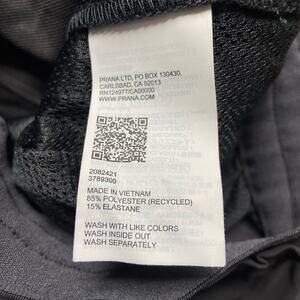 PRANA LTD, PO BOX 130430,
CARLSBAD, CA 92013
RN124977/CA00000
WWW.PRANA.COM
2082421
3789300
MADE IN VIETNAM
85% POLYESTER (RECYCLED)
15% ELASTANE
WASH WITH LIKE COLORS
WASH INSIDE OUT
WASH SEPARATELY